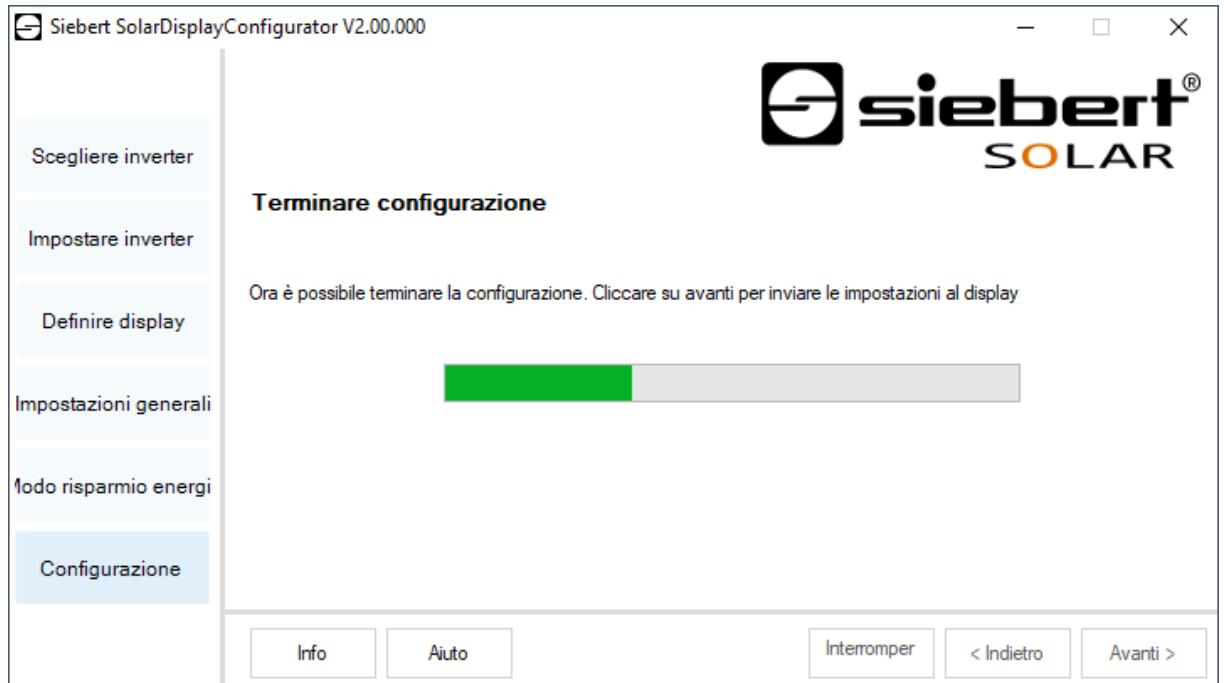 Siebert SolarDisplayConfigurator V2.00.000
siebert®
SOLAR
Scegliere inverter
Impostare inverter
Definire display
Impostazioni generali
Modo risparmio energi
Configurazione
Terminare configurazione
Ora è possibile terminare la configurazione. Cliccare su avanti per inviare le impostazioni al display
Info
Aiuto
Interromper
< Indietro
Avanti >